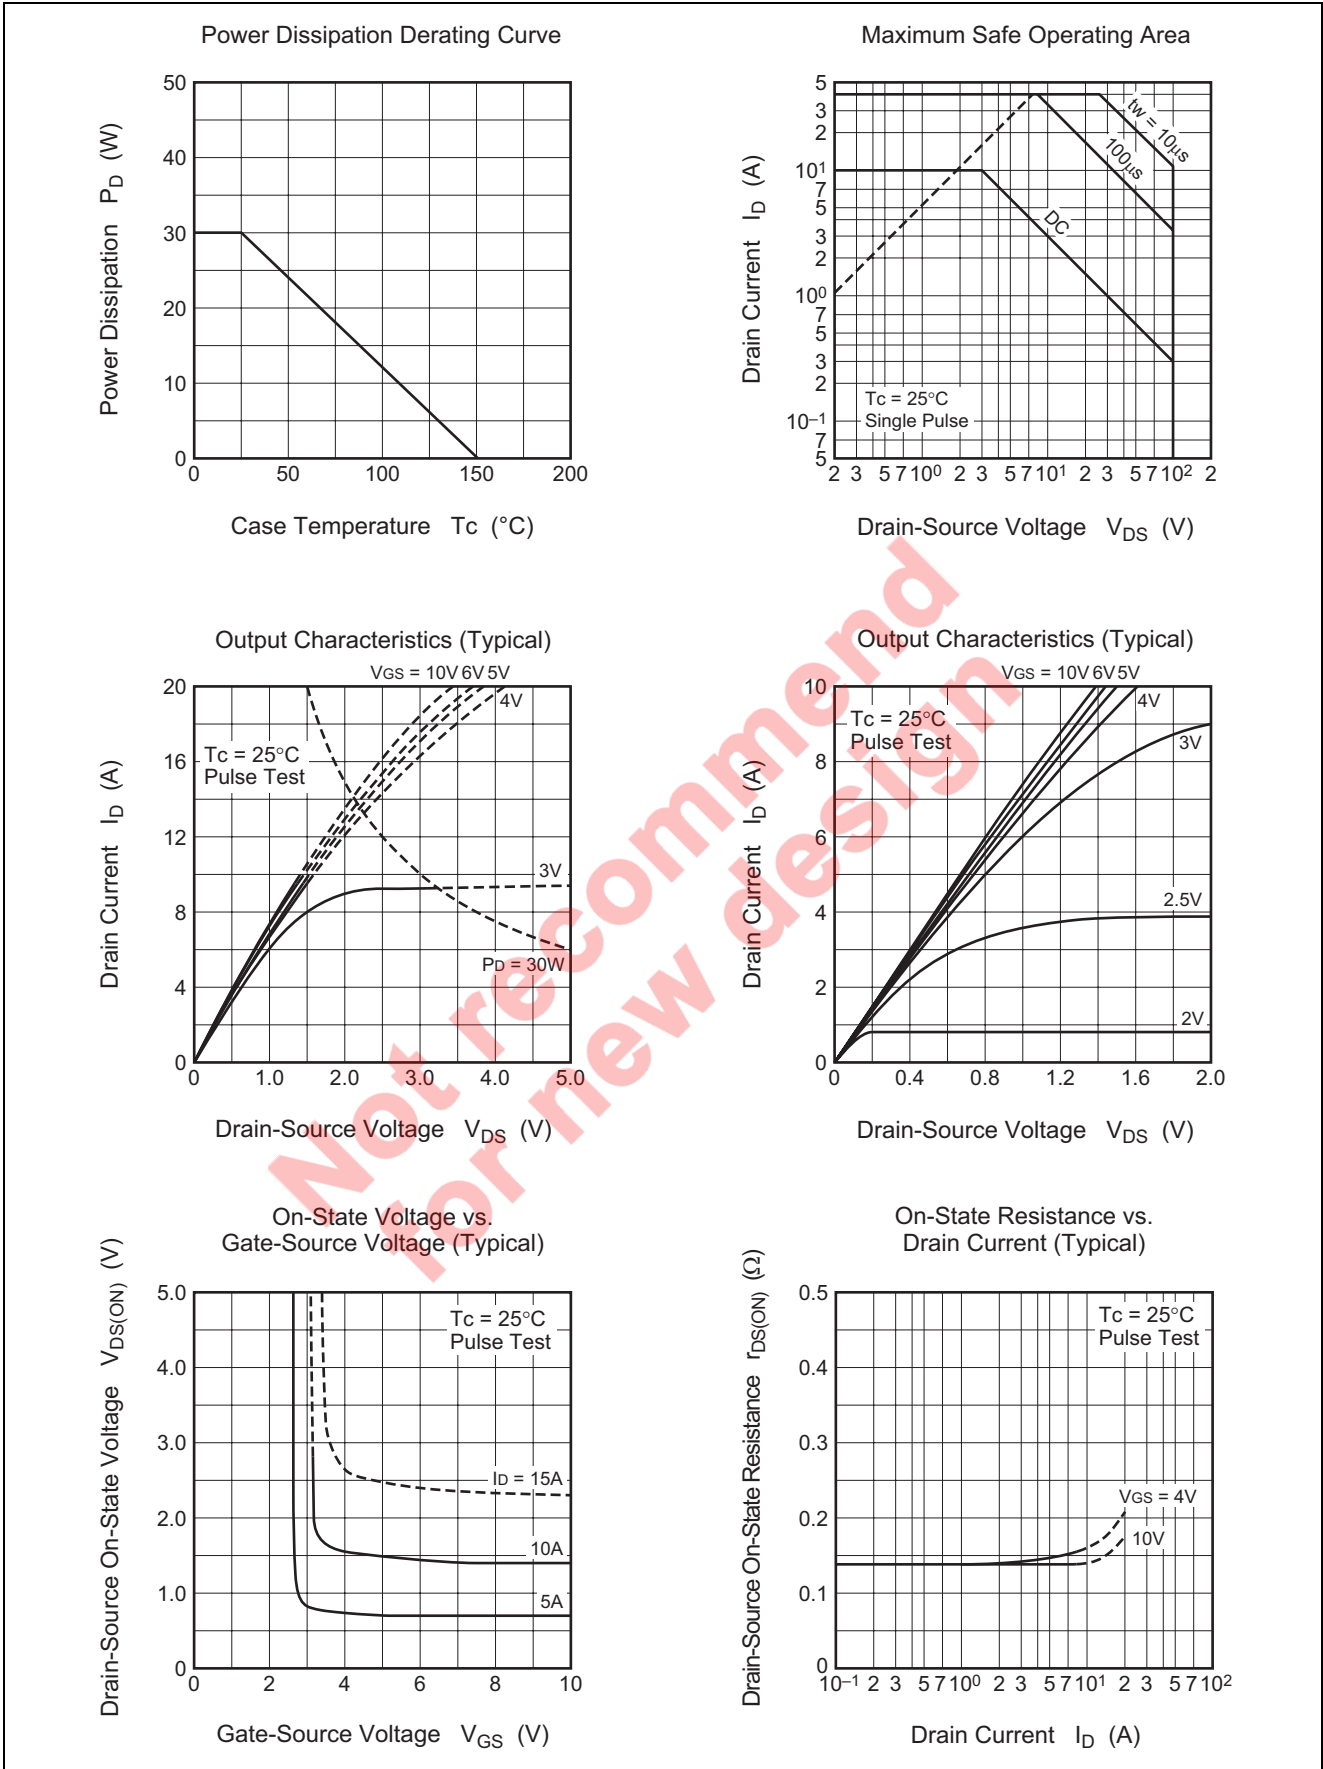 Power Dissipation Derating Curve
Power Dissipation PD (W)
50
40
30
20
10
0
0 50 100 150 200
Case Temperature Tc (°C)
Maximum Safe Operating Area
Drain Current ID (A)
5
3
2
10¹
7
5
3
2
10⁰
7
5
3
2
10–¹
7
5
tw = 10μs
100μs
DC
Tc = 25°C
Single Pulse
2 3 5 7 10⁰ 2 3 5 7 10¹ 2 3 5 7 10² 2
Drain-Source Voltage VDS (V)
Output Characteristics (Typical)
VGS = 10V 6V 5V
4V
Tc = 25°C
Pulse Test
3V
PD = 30W
Drain Current ID (A)
20
16
12
8
4
0
0 1.0 2.0 3.0 4.0 5.0
Drain-Source Voltage VDS (V)
Output Characteristics (Typical)
VGS = 10V 6V 5V
4V
Tc = 25°C
Pulse Test
3V
2.5V
2V
Drain Current ID (A)
10
8
6
4
2
0
0 0.4 0.8 1.2 1.6 2.0
Drain-Source Voltage VDS (V)
Not recommend
for new design
On-State Voltage vs.
Gate-Source Voltage (Typical)
Drain-Source On-State Voltage VDS(ON) (V)
5.0
4.0
3.0
2.0
1.0
0
Tc = 25°C
Pulse Test
ID = 15A
10A
5A
0 2 4 6 8 10
Gate-Source Voltage VGS (V)
On-State Resistance vs.
Drain Current (Typical)
Drain-Source On-State Resistance rDS(ON) (Ω)
0.5
0.4
0.3
0.2
0.1
0
Tc = 25°C
Pulse Test
VGS = 4V
10V
10–¹ 2 3 5 7 10⁰ 2 3 5 7 10¹ 2 3 5 7 10²
Drain Current ID (A)